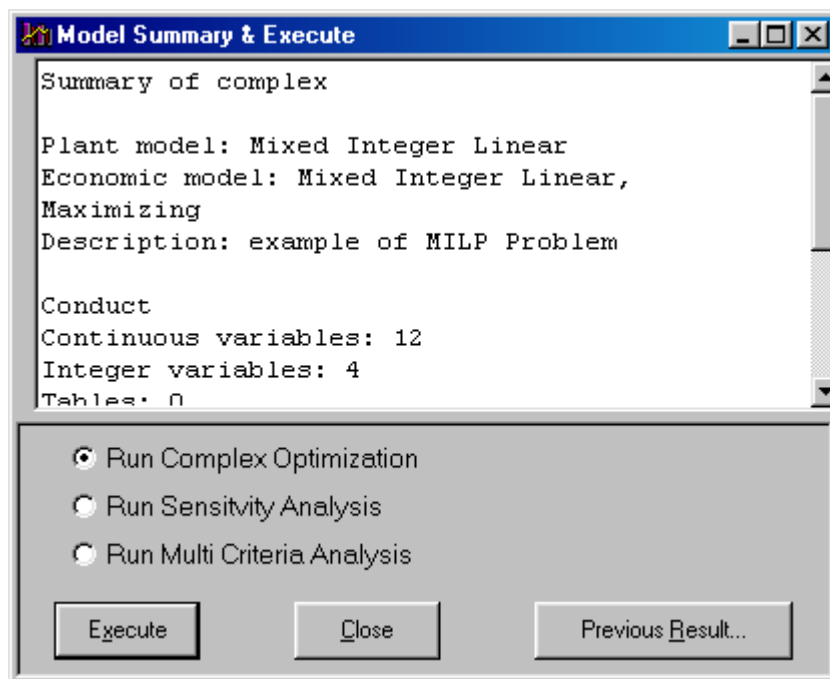 Model Summary & Execute
Summary of complex
Plant model: Mixed Integer Linear
Economic model: Mixed Integer Linear,
Maximizing
Description: example of MILP Problem
Conduct
Continuous variables: 12
Integer variables: 4
Tables: 0
Run Complex Optimization
Run Sensitvity Analysis
Run Multi Criteria Analysis
Execute
Close
Previous Result...